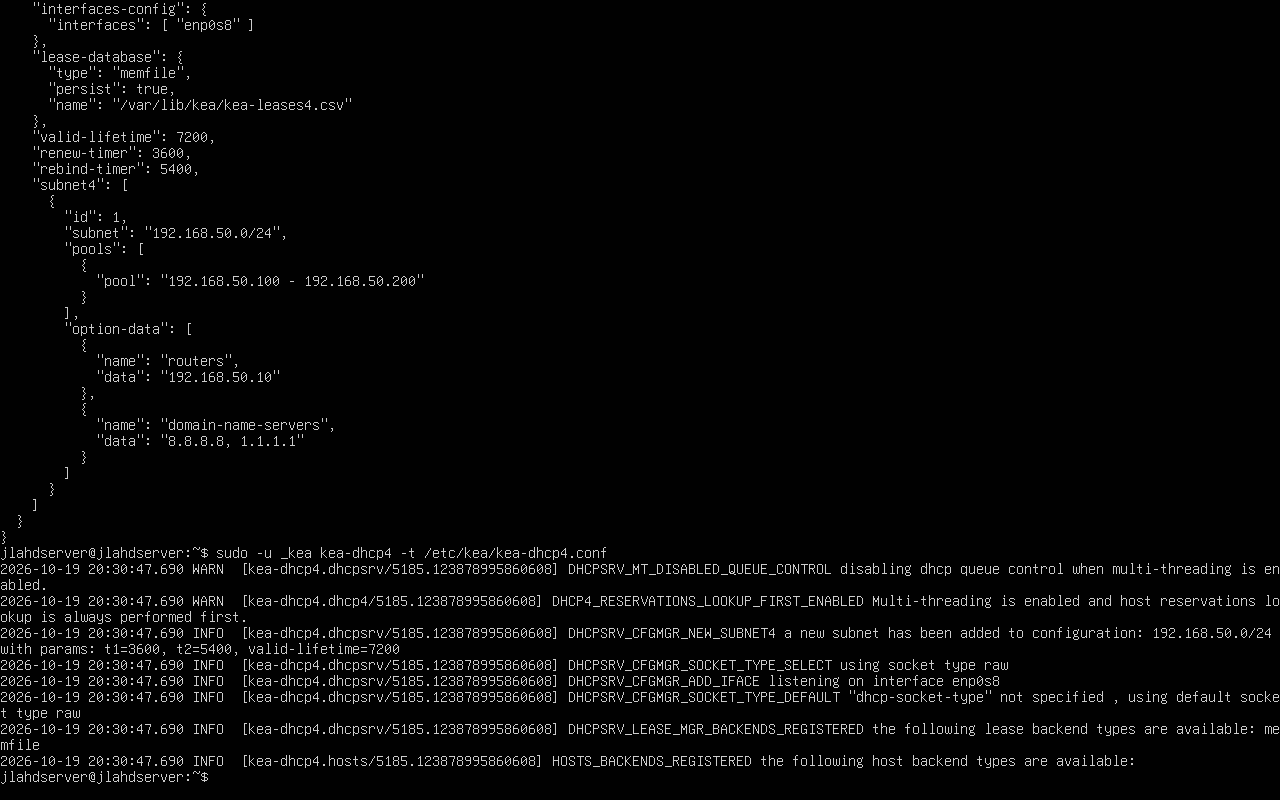 "interfaces-config": {
      "interfaces": [ "enp0s8" ]
    },
    "lease-database": {
      "type": "memfile",
      "persist": true,
      "name": "/var/lib/kea/kea-leases4.csv"
    },
    "valid-lifetime": 7200,
    "renew-timer": 3600,
    "rebind-timer": 5400,
    "subnet4": [
      {
        "id": 1,
        "subnet": "192.168.50.0/24",
        "pools": [
          {
            "pool": "192.168.50.100 - 192.168.50.200"
          }
        ],
        "option-data": [
          {
            "name": "routers",
            "data": "192.168.50.10"
          },
          {
            "name": "domain-name-servers",
            "data": "8.8.8.8, 1.1.1.1"
          }
        ]
      }
    ]
  }
}
jlahdserver@jlahdserver:~$ sudo -u _kea kea-dhcp4 -t /etc/kea/kea-dhcp4.conf
2026-10-19 20:30:47.690 WARN  [kea-dhcp4.dhcpsrv/5185.123878995860608] DHCPSRV_MT_DISABLED_QUEUE_CONTROL disabling dhcp queue control when multi-threading is en
abled.
2026-10-19 20:30:47.690 WARN  [kea-dhcp4.dhcp4/5185.123878995860608] DHCP4_RESERVATIONS_LOOKUP_FIRST_ENABLED Multi-threading is enabled and host reservations lo
okup is always performed first.
2026-10-19 20:30:47.690 INFO  [kea-dhcp4.dhcpsrv/5185.123878995860608] DHCPSRV_CFGMGR_NEW_SUBNET4 a new subnet has been added to configuration: 192.168.50.0/24
with params: t1=3600, t2=5400, valid-lifetime=7200
2026-10-19 20:30:47.690 INFO  [kea-dhcp4.dhcpsrv/5185.123878995860608] DHCPSRV_CFGMGR_SOCKET_TYPE_SELECT using socket type raw
2026-10-19 20:30:47.690 INFO  [kea-dhcp4.dhcpsrv/5185.123878995860608] DHCPSRV_CFGMGR_ADD_IFACE listening on interface enp0s8
2026-10-19 20:30:47.690 INFO  [kea-dhcp4.dhcpsrv/5185.123878995860608] DHCPSRV_CFGMGR_SOCKET_TYPE_DEFAULT "dhcp-socket-type" not specified , using default socke
t type raw
2026-10-19 20:30:47.690 INFO  [kea-dhcp4.dhcpsrv/5185.123878995860608] DHCPSRV_LEASE_MGR_BACKENDS_REGISTERED the following lease backend types are available: me
mfile
2026-10-19 20:30:47.690 INFO  [kea-dhcp4.hosts/5185.123878995860608] HOSTS_BACKENDS_REGISTERED the following host backend types are available:
jlahdserver@jlahdserver:~$